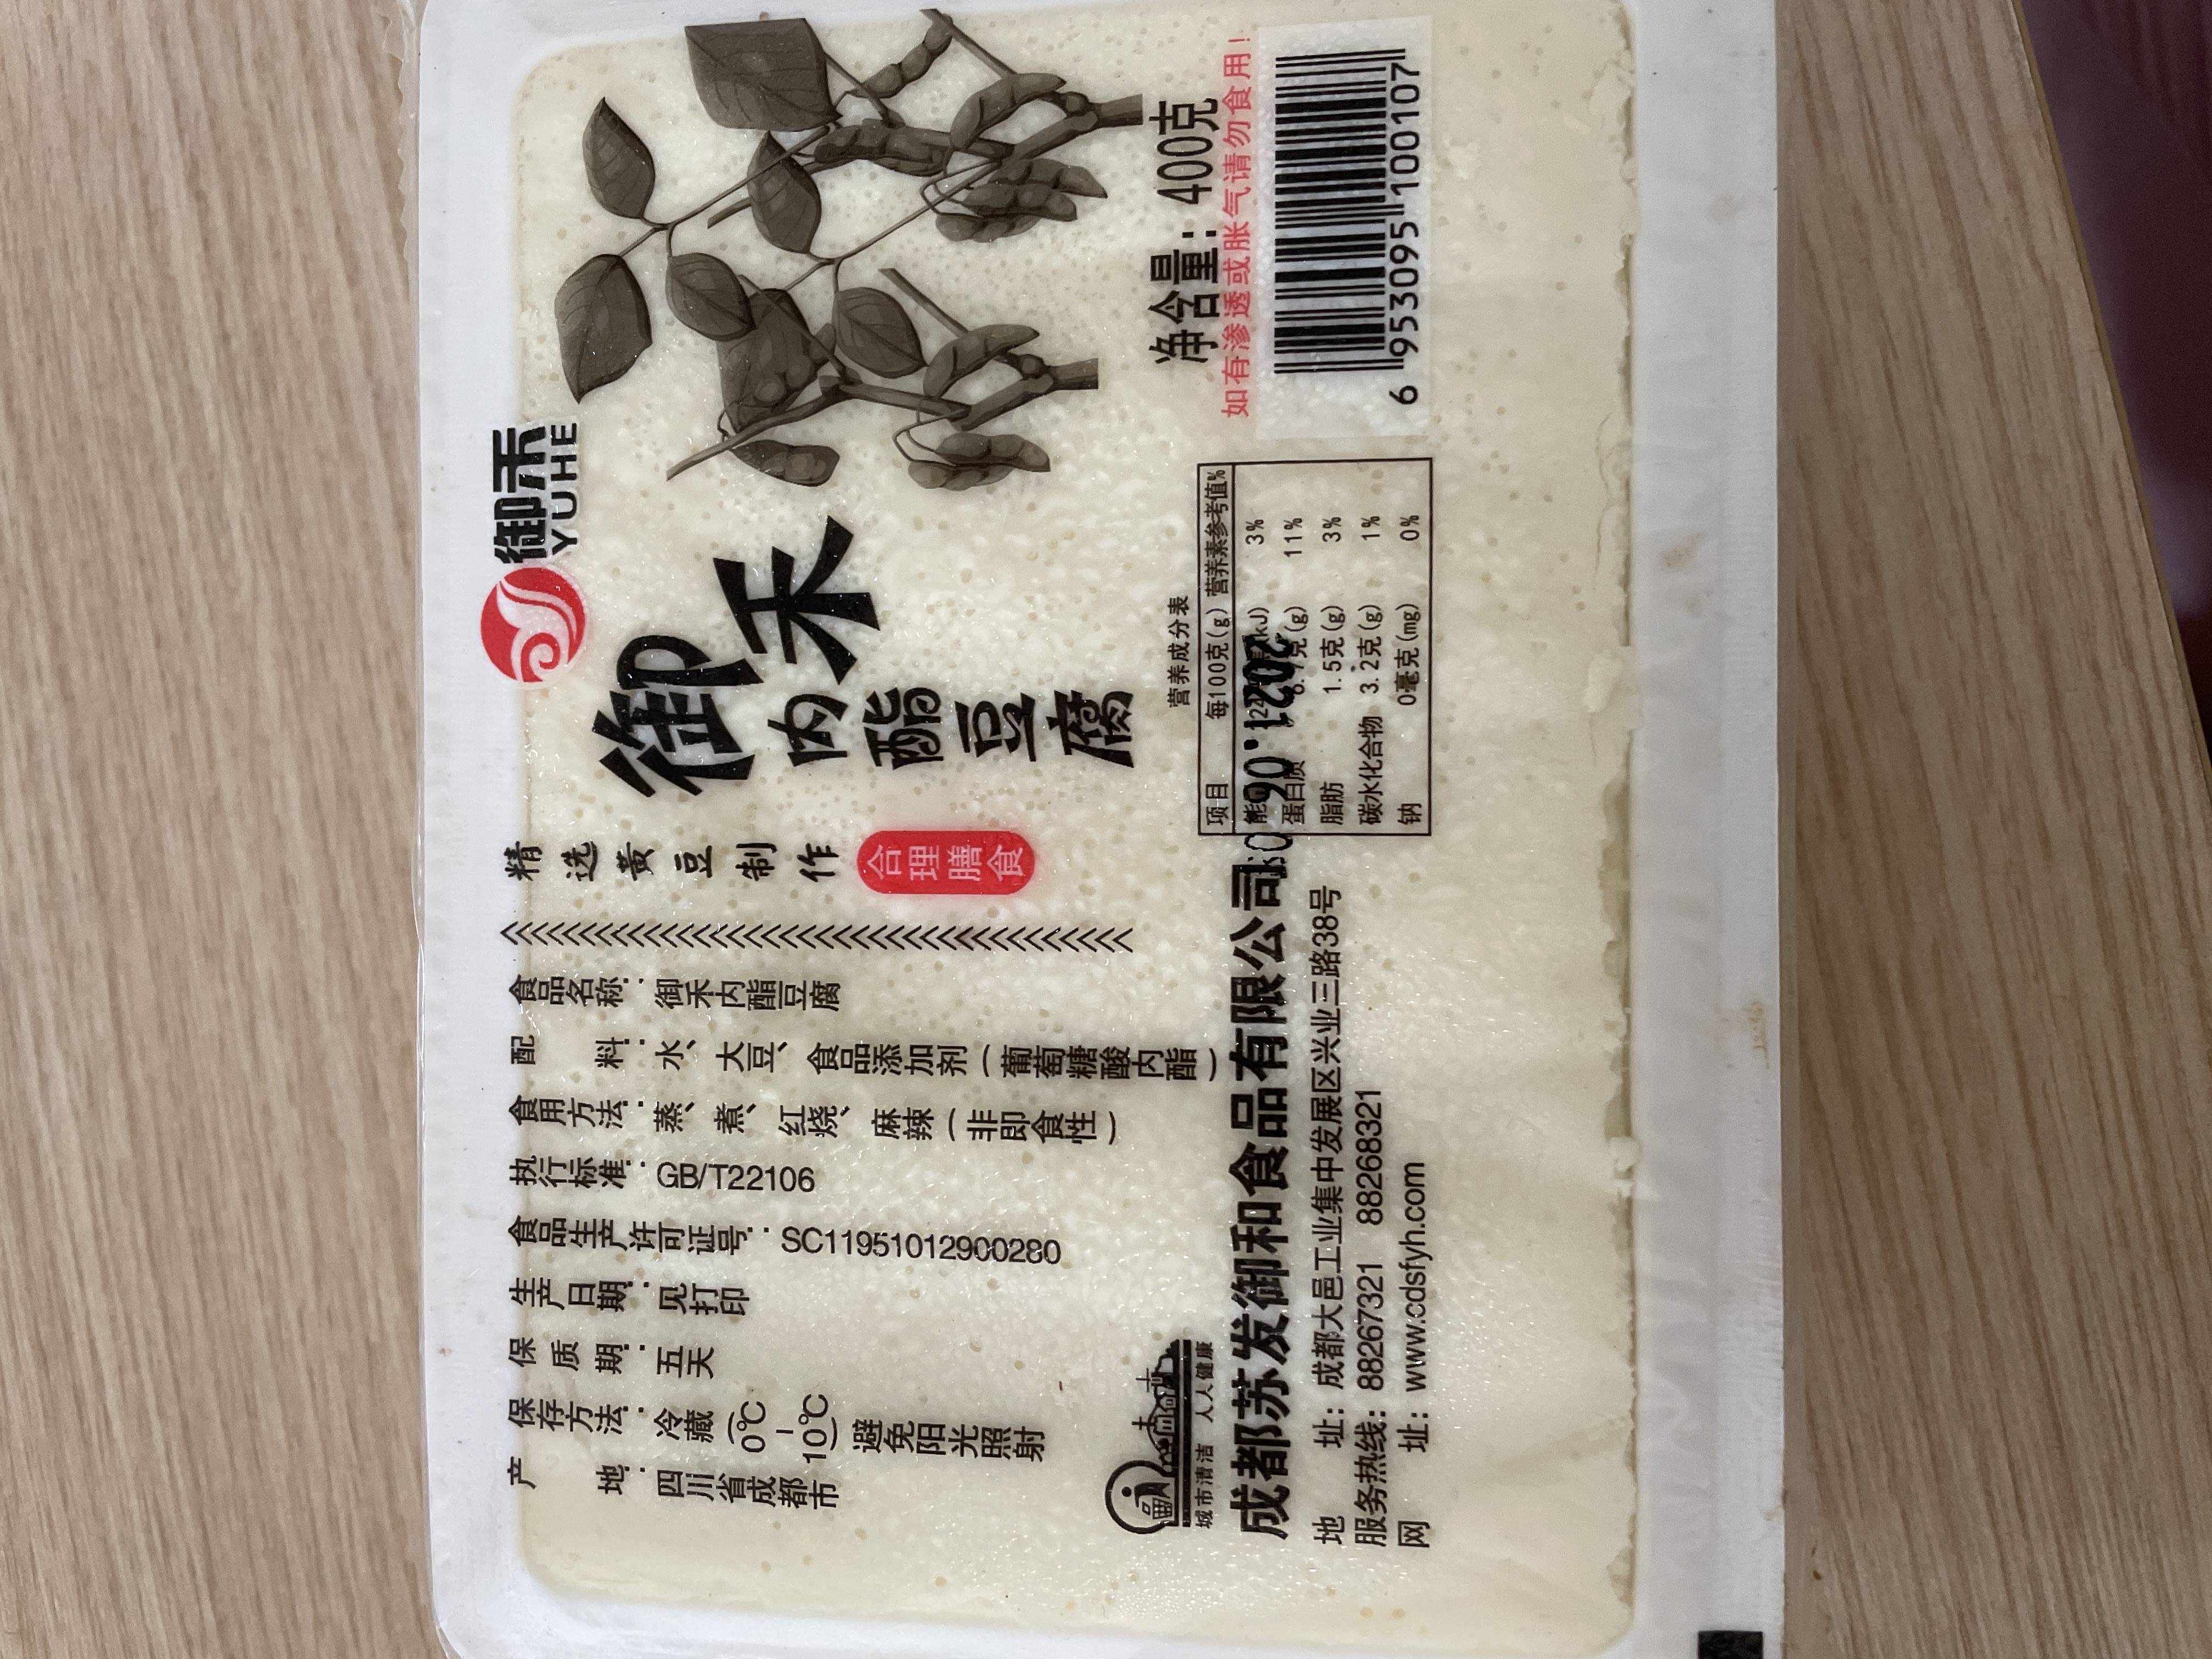 御禾
YUHE
御禾
内酯豆腐
精选黄豆制作
合理膳食
食品名称：御禾内酯豆腐
配料：水、大豆、食品添加剂（葡萄糖酸内酯）
食用方法：蒸、煮、红烧、麻辣（非即食性）
执行标准：GB/T22106
食品生产许可证号：SC11951012900280
生产日期：见打印
保质期：五天
保存方法：冷藏（0℃-10℃）避免阳光照射
产地：四川省成都市
净含量：400克
如有渗透或胀气请勿食用！
6 953095 100107
营养成分表
项目 每100克(g) 营养素参考值%
3%
蛋白质 11%
脂肪 1.5克(g) 3%
碳水化合物 3.2克(g) 1%
钠 0毫克(mg) 0%
城市清洁 人人健康
成都苏发御和食品有限公司
地址：成都大邑工业集中发展区兴业三路38号
服务热线：88267321 88268321
网址：www.cdsfyh.com